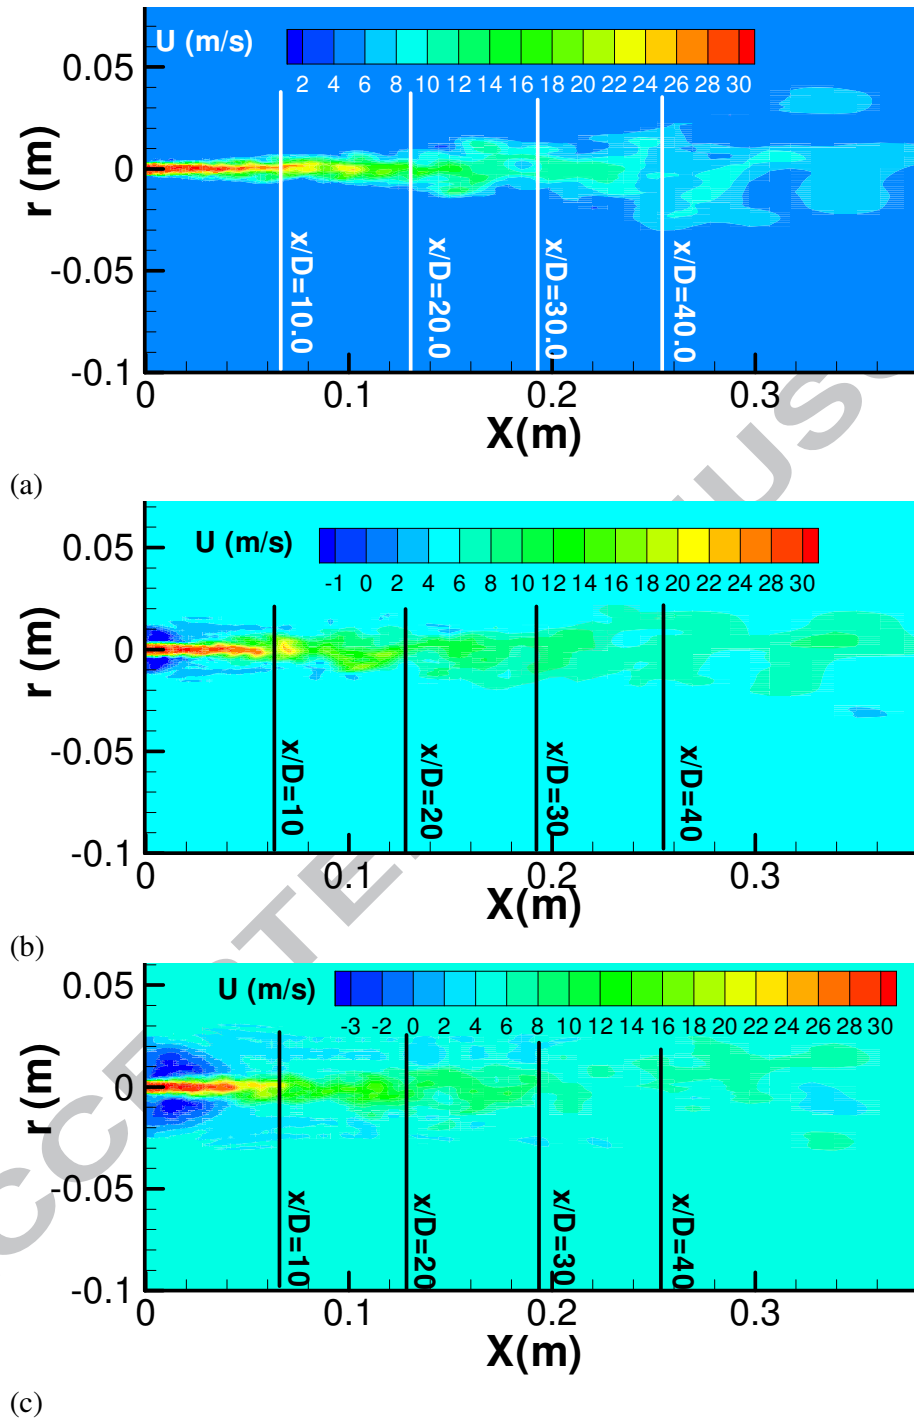 U (m/s)
2 4 6 8 10 12 14 16 18 20 22 24 26 28 30
0.05
0
-0.05
-0.1
r (m)
x/D=10.0
x/D=20.0
x/D=30.0
x/D=40.0
0 0.1 0.2 0.3
X(m)
(a)
U (m/s)
-1 0 2 4 6 8 10 12 14 16 18 20 22 24 28 30
0.05
0
-0.05
-0.1
r (m)
x/D=10
x/D=20
x/D=30
x/D=40
0 0.1 0.2 0.3
X(m)
(b)
U (m/s)
-3 -2 0 2 4 6 8 10 12 14 16 18 20 22 24 26 28 30
0.05
0
-0.05
-0.1
r (m)
x/D=10
x/D=20
x/D=30
x/D=40
0 0.1 0.2 0.3
X(m)
(c)